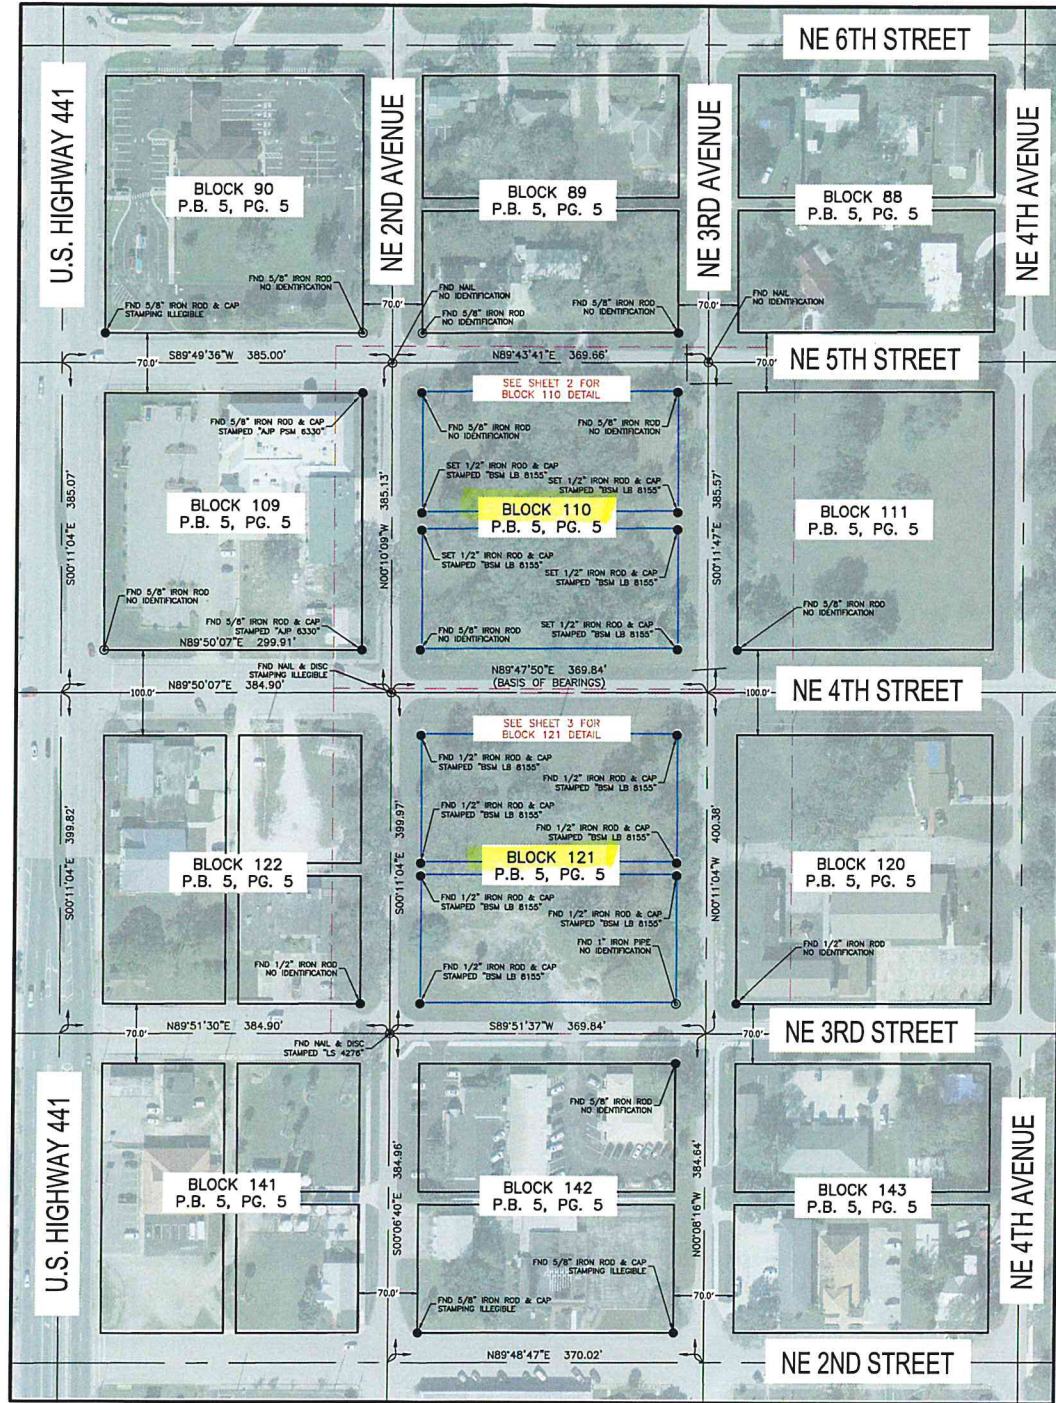 NE 6TH STREET
U.S. HIGHWAY 441
NE 2ND AVENUE
NE 3RD AVENUE
NE 4TH AVENUE
BLOCK 90
P.B. 5, PG. 5
BLOCK 89
P.B. 5, PG. 5
BLOCK 88
P.B. 5, PG. 5
FND 5/8" IRON ROD
NO IDENTIFICATION
FND 5/8" IRON ROD & CAP
STAMPING ILLEGIBLE
70.0'
FND NAIL
NO IDENTIFICATION
FND 5/8" IRON ROD
NO IDENTIFICATION
FND 5/8" IRON ROD
NO IDENTIFICATION
70.0'
FND NAIL
NO IDENTIFICATION
S89°49'36"W 385.00'
70.0'
N89°43'41"E 369.66'
70.0'
NE 5TH STREET
SEE SHEET 2 FOR
BLOCK 110 DETAIL
FND 5/8" IRON ROD & CAP
STAMPED "AJP PSM 6330"
FND 5/8" IRON ROD
NO IDENTIFICATION
FND 5/8" IRON ROD
NO IDENTIFICATION
S00°11'04"E 385.07'
BLOCK 109
P.B. 5, PG. 5
N00°10'09"W 385.13'
SET 1/2" IRON ROD & CAP
STAMPED "BSM LB 8155"
SET 1/2" IRON ROD & CAP
STAMPED "BSM LB 8155"
BLOCK 110
P.B. 5, PG. 5
S00°11'47"E 385.57'
BLOCK 111
P.B. 5, PG. 5
SET 1/2" IRON ROD & CAP
STAMPED "BSM LB 8155"
SET 1/2" IRON ROD & CAP
STAMPED "BSM LB 8155"
FND 5/8" IRON ROD
NO IDENTIFICATION
FND 5/8" IRON ROD & CAP
STAMPED "AJP 6330"
N89°50'07"E 299.91'
FND 5/8" IRON ROD
NO IDENTIFICATION
SET 1/2" IRON ROD & CAP
STAMPED "BSM LB 8155"
FND 5/8" IRON ROD
NO IDENTIFICATION
FND NAIL & DISC
STAMPING ILLEGIBLE
N89°50'07"E 384.90'
100.0'
N89°47'50"E 369.84'
(BASIS OF BEARINGS)
100.0'
NE 4TH STREET
SEE SHEET 3 FOR
BLOCK 121 DETAIL
FND 1/2" IRON ROD & CAP
STAMPED "BSM LB 8155"
FND 1/2" IRON ROD & CAP
STAMPED "BSM LB 8155"
S00°11'04"E 399.82'
S00°11'04"E 399.97'
N00°11'04"W 400.38'
FND 1/2" IRON ROD & CAP
STAMPED "BSM LB 8155"
FND 1/2" IRON ROD & CAP
STAMPED "BSM LB 8155"
BLOCK 122
P.B. 5, PG. 5
BLOCK 121
P.B. 5, PG. 5
BLOCK 120
P.B. 5, PG. 5
FND 1/2" IRON ROD & CAP
STAMPED "BSM LB 8155"
FND 1/2" IRON ROD & CAP
STAMPED "BSM LB 8155"
FND 1" IRON PIPE
NO IDENTIFICATION
FND 1/2" IRON ROD
NO IDENTIFICATION
FND 1/2" IRON ROD & CAP
STAMPED "BSM LB 8155"
FND 1/2" IRON ROD
NO IDENTIFICATION
N89°51'30"E 384.90'
70.0'
S89°51'37"W 369.84'
70.0'
NE 3RD STREET
FND NAIL & DISC
STAMPED "LS 4276"
FND 5/8" IRON ROD
NO IDENTIFICATION
U.S. HIGHWAY 441
BLOCK 141
P.B. 5, PG. 5
S00°06'40"E 384.96'
BLOCK 142
P.B. 5, PG. 5
N00°08'16"W 384.64'
BLOCK 143
P.B. 5, PG. 5
NE 4TH AVENUE
FND 5/8" IRON ROD & CAP
STAMPING ILLEGIBLE
70.0'
70.0'
FND 5/8" IRON ROD & CAP
STAMPING ILLEGIBLE
N89°48'47"E 370.02'
NE 2ND STREET